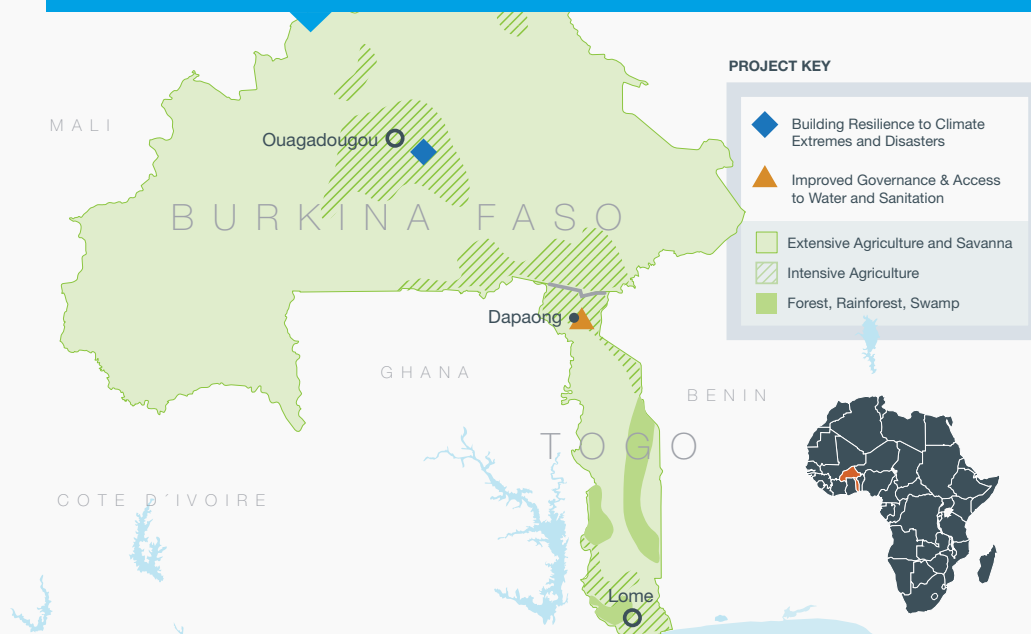 PROJECT KEY
Building Resilience to Climate
Extremes and Disasters
Improved Governance & Access
to Water and Sanitation
Extensive Agriculture and Savanna
Intensive Agriculture
Forest, Rainforest, Swamp
MALI
Ouagadougou
BURKINA FASO
Dapaong
GHANA
BENIN
TOGO
COTE D'IVOIRE
Lome